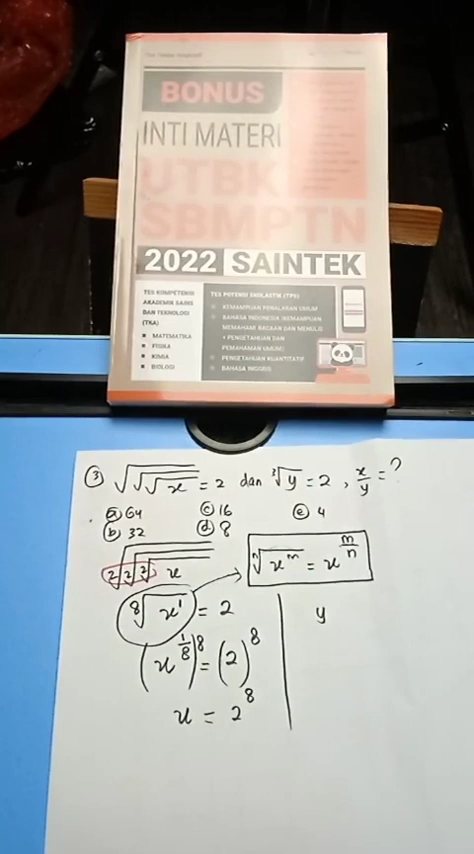 BONUS
INTI MATERI
UTBK
SBMPTN
2022 SAINTEK
TES KOMPETENSI
AKADEMIK SAINS
DAN TEKNOLOGI
(TKA)
■ MATEMATIKA
■ FISIKA
■ KIMIA
■ BIOLOGI
TES POTENSI SKOLASTIK (TPS)
KEMAMPUAN PENALARAN UMUM
BAHASA INDONESIA (KEMAMPUAN
MEMAHAMI BACAAN DAN MENULIS
+ PENGETAHUAN DAN
PEMAHAMAN UMUM)
PENGETAHUAN KUANTITATIF
BAHASA INGGRIS
③ √√√x = 2 dan ³√y = 2, x/y = ?
ⓐ 64 ⓒ 16 ⓔ 4
ⓑ 32 ⓓ 8
²√²√²√x
ⁿ√xᵐ = x^(m/n)
⁸√x¹ = 2
y
(x^(1/8))⁸ = (2)⁸
x = 2⁸